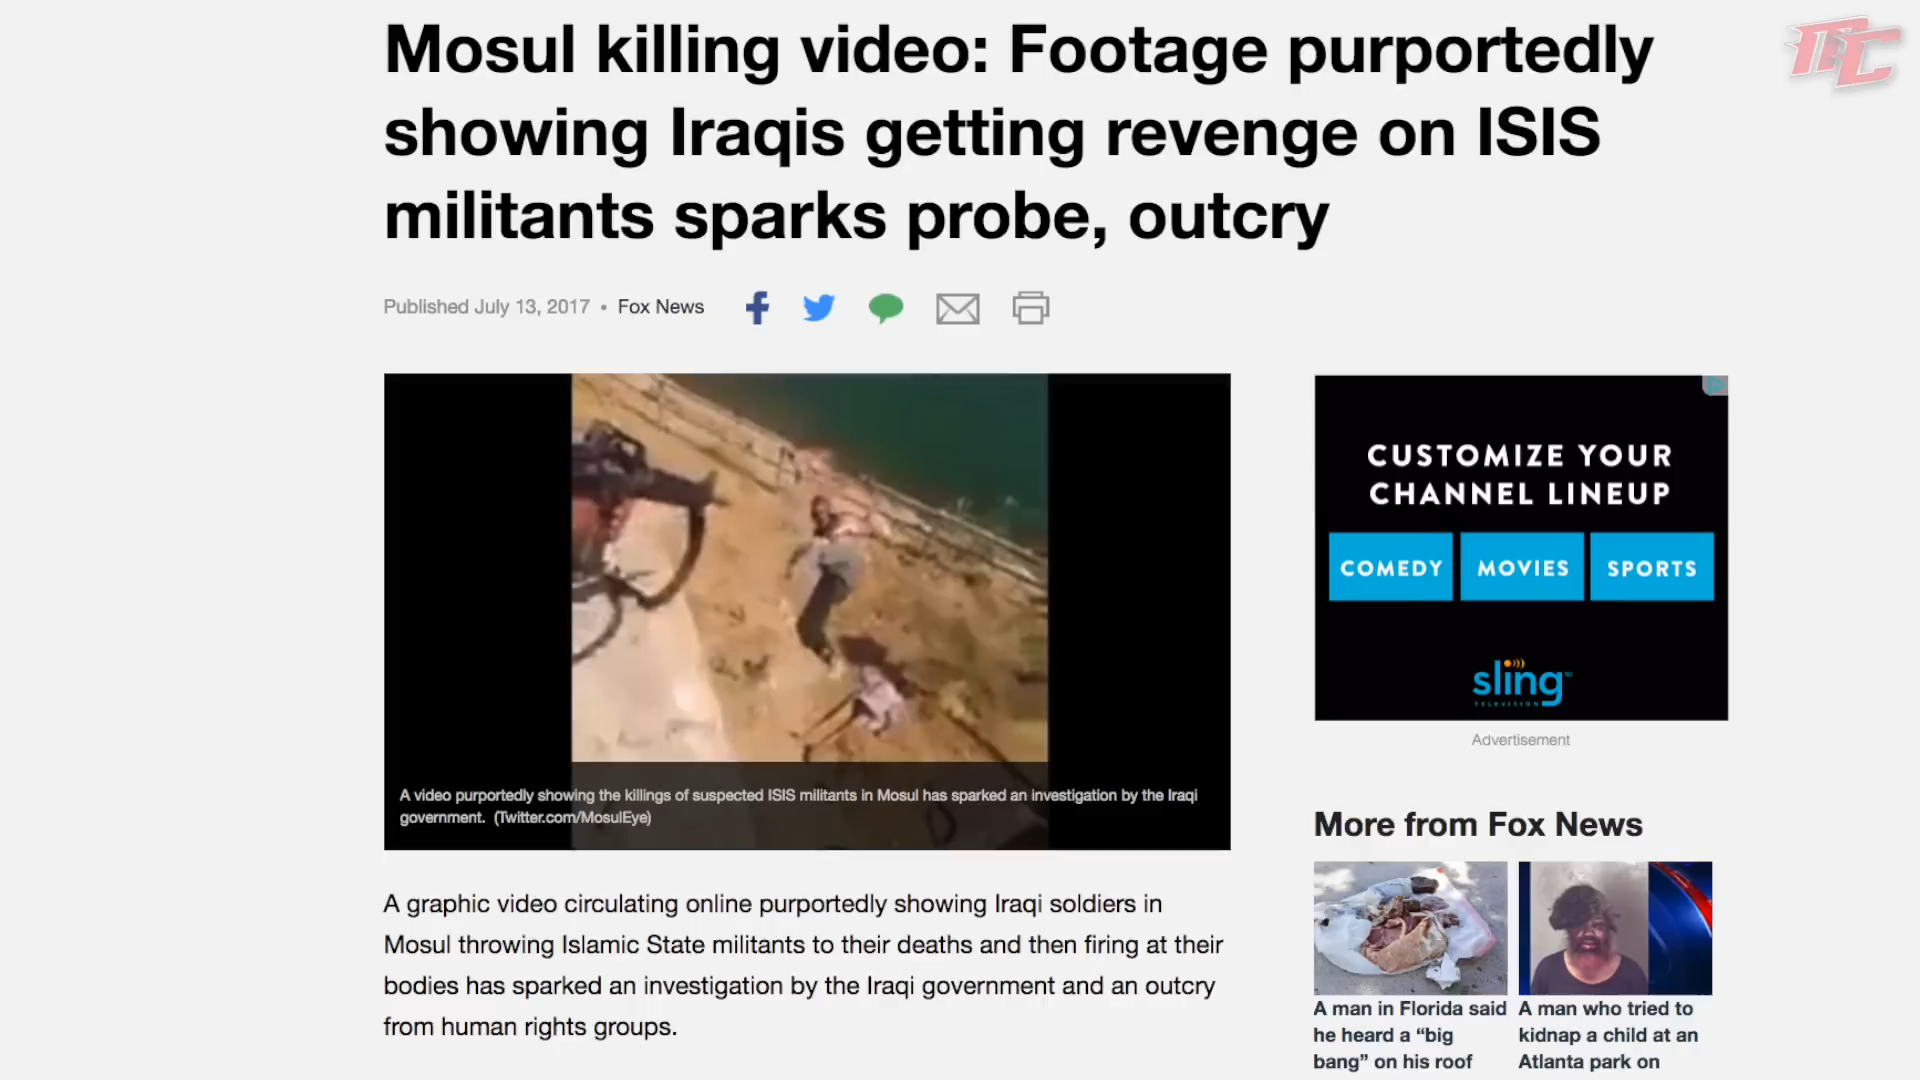 Mosul killing video: Footage purportedly
showing Iraqis getting revenge on ISIS
militants sparks probe, outcry
Published July 13, 2017 • Fox News
A video purportedly showing the killings of suspected ISIS militants in Mosul has sparked an investigation by the Iraqi
government. (Twitter.com/MosulEye)
A graphic video circulating online purportedly showing Iraqi soldiers in
Mosul throwing Islamic State militants to their deaths and then firing at their
bodies has sparked an investigation by the Iraqi government and an outcry
from human rights groups.
CUSTOMIZE YOUR
CHANNEL LINEUP
COMEDY
MOVIES
SPORTS
sling
TELEVISION
Advertisement
More from Fox News
A man in Florida said
he heard a “big
bang” on his roof
A man who tried to
kidnap a child at an
Atlanta park on